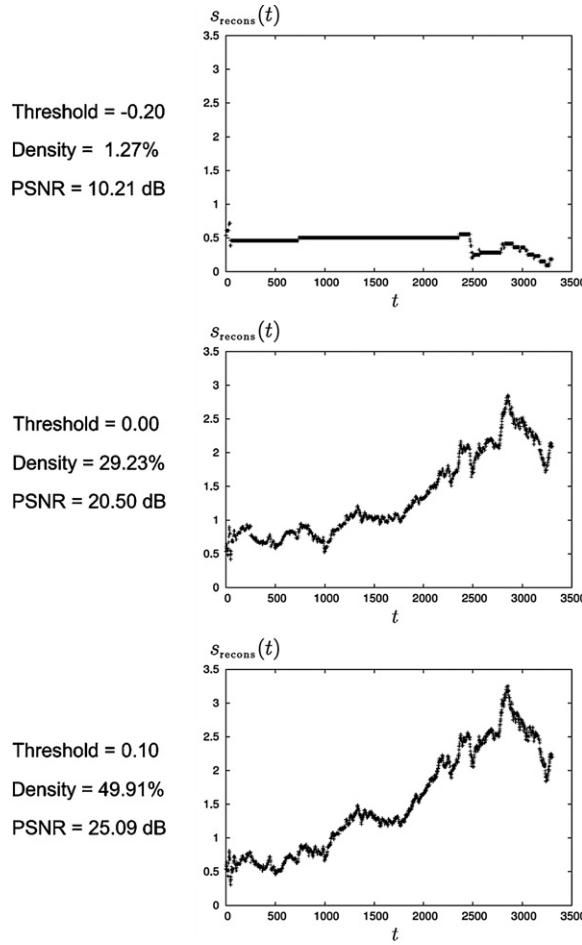 s_recons(t)
3.5
3
2.5
2
1.5
1
0.5
0
0 500 1000 1500 2000 2500 3000 3500
t
Threshold = -0.20
Density = 1.27%
PSNR = 10.21 dB
s_recons(t)
3.5
3
2.5
2
1.5
1
0.5
0
0 500 1000 1500 2000 2500 3000 3500
t
Threshold = 0.00
Density = 29.23%
PSNR = 20.50 dB
s_recons(t)
3.5
3
2.5
2
1.5
1
0.5
0
0 500 1000 1500 2000 2500 3000 3500
t
Threshold = 0.10
Density = 49.91%
PSNR = 25.09 dB